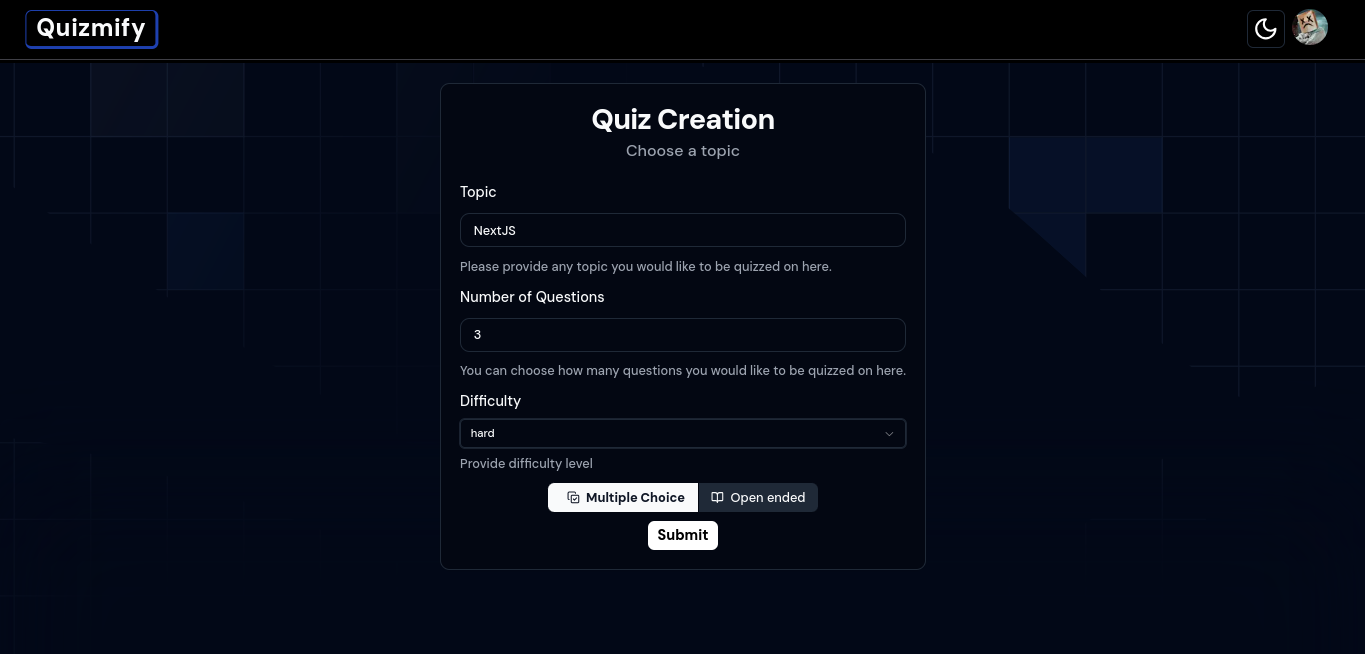 Quizmify
Quiz Creation
Choose a topic
Topic
NextJS
Please provide any topic you would like to be quizzed on here.
Number of Questions
3
You can choose how many questions you would like to be quizzed on here.
Difficulty
hard
Provide difficulty level
Multiple Choice Open ended
Submit